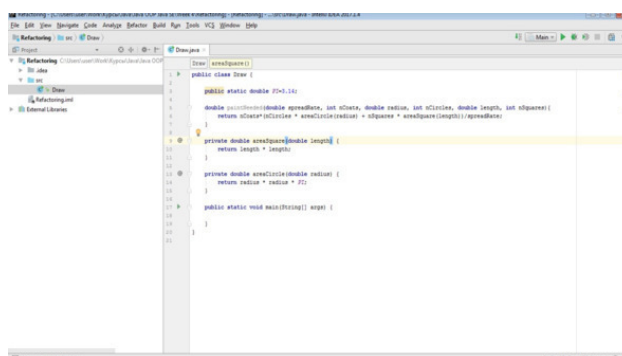 File Edit View Navigate Code Analyze Refactor Build Run Tools VCS Window Help
Refactoring src Draw
Main
Project
Draw.java
Refactoring
Draw areaSquare()
.idea
src
Draw
Refactoring.iml
External Libraries
public class Draw {
public static double PI=3.14;
double paintNeeded(double spreadRate, int nCoats, double radius, int nCircles, double length, int nSquares){
return nCoats*(nCircles * areaCircle(radius) + nSquares * areaSquare(length))/spreadRate;
}
private double areaSquare(double length) {
return length * length;
}
private double areaCircle(double radius) {
return radius * radius * PI;
}
public static void main(String[] args) {
}
}